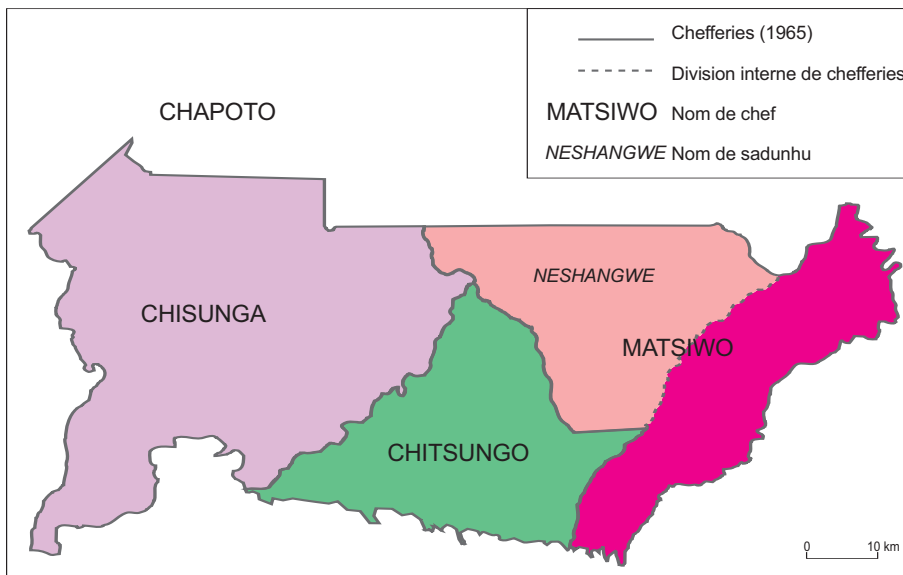 Chefferies (1965)
Division interne de chefferies
MATSIWO Nom de chef
NESHANGWE Nom de sadunhu
CHAPOTO
NESHANGWE
CHISUNGA
MATSIWO
CHITSUNGO
0 10 km